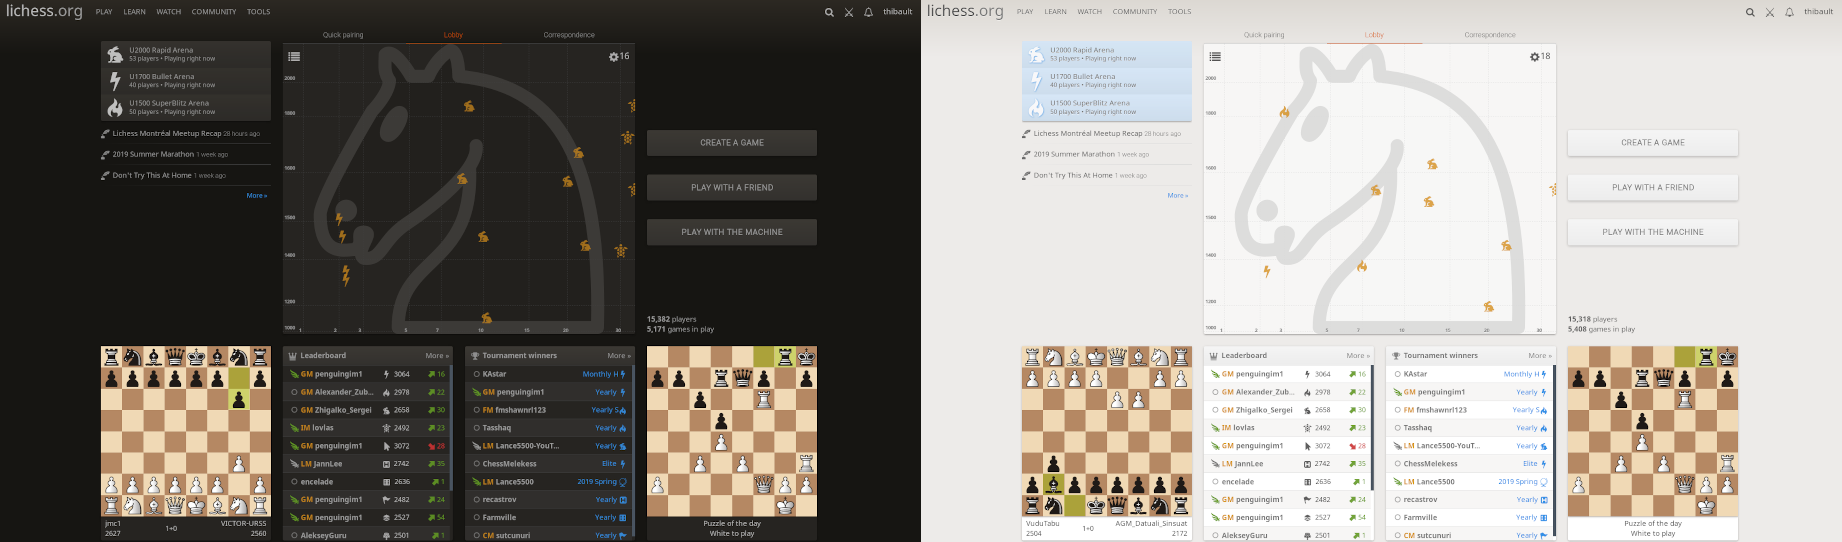 lichess.org PLAY LEARN WATCH COMMUNITY TOOLS thibault
Quick pairing Lobby Correspondence
U2000 Rapid Arena
53 players • Playing right now
U1700 Bullet Arena
40 players • Playing right now
U1500 SuperBlitz Arena
50 players • Playing right now
Lichess Montréal Meetup Recap 28 hours ago
2019 Summer Marathon 1 week ago
Don't Try This At Home 1 week ago
More »
16
2000
1800
1600
1500
1400
1200
1000
1 2 3 5 7 10 15 20 30
CREATE A GAME
PLAY WITH A FRIEND
PLAY WITH THE MACHINE
15,382 players
5,171 games in play
jmc1 1+0 VICTOR-URSS
2627 2560
Leaderboard More »
GM penguingim1 3064 16
GM Alexander_Zub... 2978 22
GM Zhigalko_Sergei 2658 30
IM lovlas 2492 23
GM penguingim1 3072 28
LM JannLee 2742 35
encelade 2636 1
GM penguingim1 2482 24
GM penguingim1 2527 54
AlekseyGuru 2501 1
Tournament winners More »
KAstar Monthly H
GM penguingim1 Yearly
FM fmshawnrl123 Yearly S
Tasshaq Yearly
LM Lance5500-YouT... Yearly
ChessMelekess Elite
LM Lance5500 2019 Spring
recastrov Yearly
Farmville Yearly
CM sutcunuri Yearly
Puzzle of the day
White to play
lichess.org PLAY LEARN WATCH COMMUNITY TOOLS thibault
Quick pairing Lobby Correspondence
U2000 Rapid Arena
53 players • Playing right now
U1700 Bullet Arena
40 players • Playing right now
U1500 SuperBlitz Arena
50 players • Playing right now
Lichess Montréal Meetup Recap 28 hours ago
2019 Summer Marathon 1 week ago
Don't Try This At Home 1 week ago
More »
18
2000
1800
1600
1500
1400
1200
1000
1 2 3 5 7 10 15 20 30
CREATE A GAME
PLAY WITH A FRIEND
PLAY WITH THE MACHINE
15,318 players
5,408 games in play
VuduTabu 1+0 AGM_Datuali_Sinsuat
2504 2172
Leaderboard More »
GM penguingim1 3064 16
GM Alexander_Zub... 2978 22
GM Zhigalko_Sergei 2658 30
IM lovlas 2492 23
GM penguingim1 3072 28
LM JannLee 2742 35
encelade 2636 1
GM penguingim1 2482 24
GM penguingim1 2527 54
AlekseyGuru 2501 1
Tournament winners More »
KAstar Monthly H
GM penguingim1 Yearly
FM fmshawnrl123 Yearly S
Tasshaq Yearly
LM Lance5500-YouT... Yearly
ChessMelekess Elite
LM Lance5500 2019 Spring
recastrov Yearly
Farmville Yearly
CM sutcunuri Yearly
Puzzle of the day
White to play